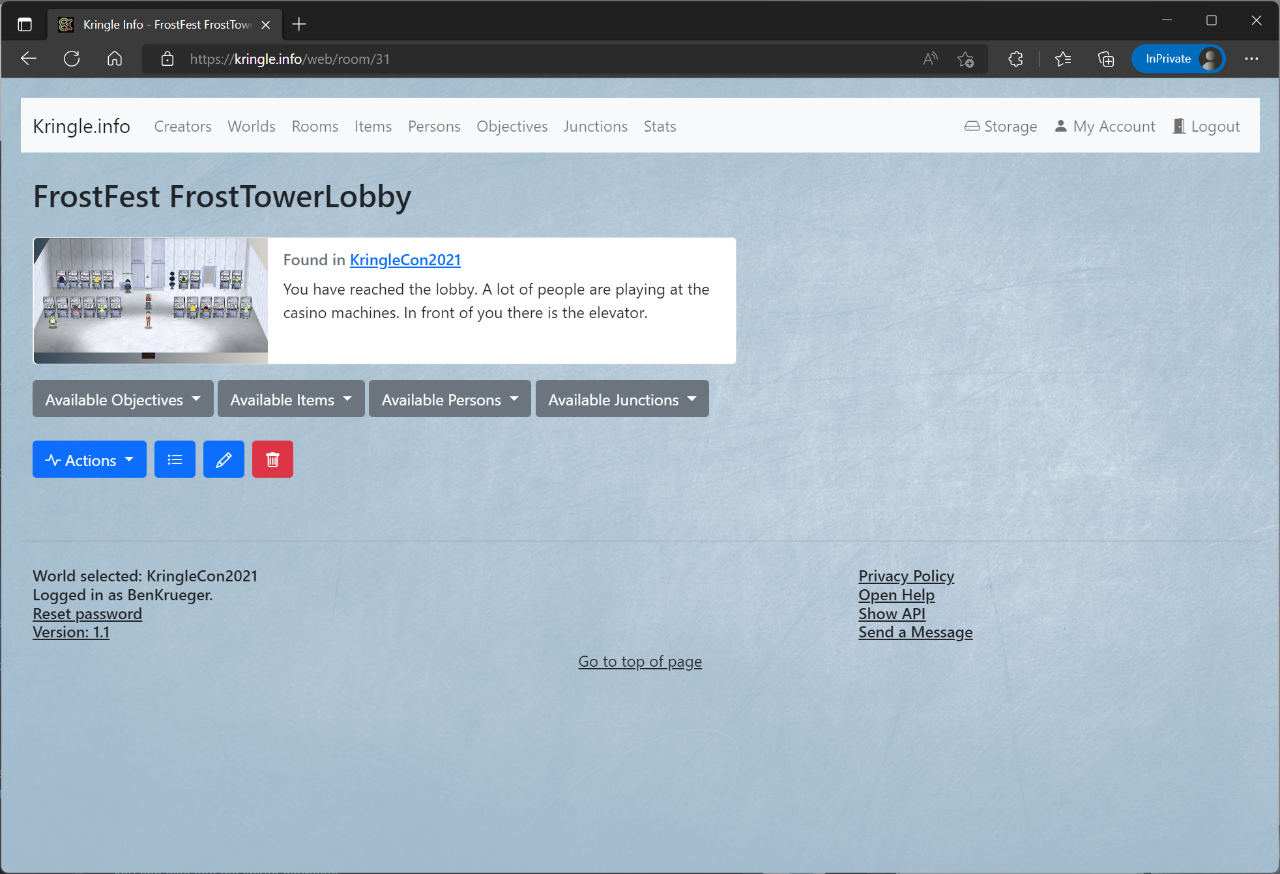 Kringle Info - FrostFest FrostTow
https://kringle.info/web/room/31
InPrivate
Kringle.info Creators Worlds Rooms Items Persons Objectives Junctions Stats Storage My Account Logout
FrostFest FrostTowerLobby
Found in KringleCon2021
You have reached the lobby. A lot of people are playing at the
casino machines. In front of you there is the elevator.
Available Objectives Available Items Available Persons Available Junctions
Actions
World selected: KringleCon2021
Logged in as BenKrueger.
Reset password
Version: 1.1
Privacy Policy
Open Help
Show API
Send a Message
Go to top of page